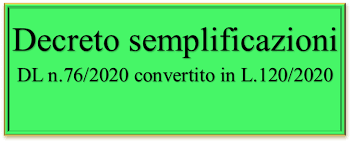 Decreto semplificazioni
DL n.76/2020 convertito in L.120/2020